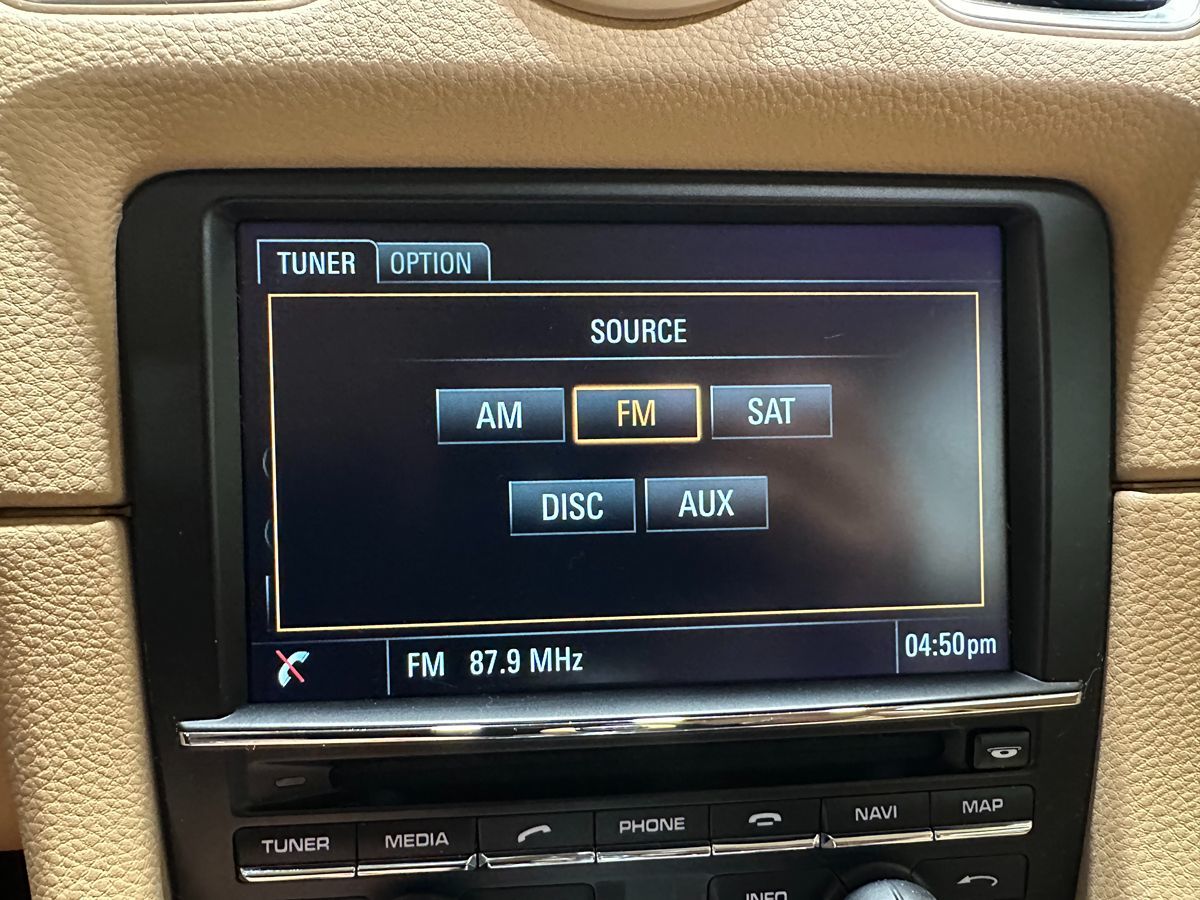 TUNER OPTION
SOURCE
AM FM SAT
DISC AUX
FM 87.9 MHz 04:50pm
TUNER MEDIA PHONE NAVI MAP
INFO